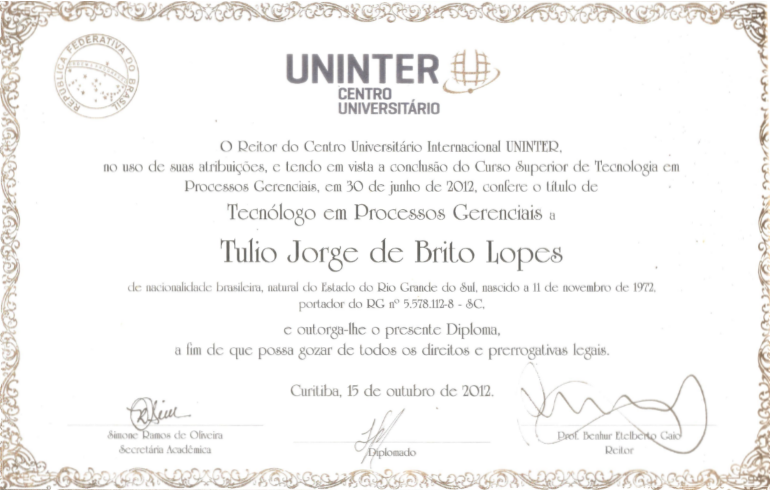 REPÚBLICA FEDERATIVA DO BRASIL
UNINTER
CENTRO
UNIVERSITÁRIO
O Reitor do Centro Universitário Internacional UNINTER,
no uso de suas atribuições, e tendo em vista a conclusão do Curso Superior de Tecnologia em
Processos Gerenciais, em 30 de junho de 2012, confere o título de
Tecnólogo em Processos Gerenciais a
Tulio Jorge de Brito Lopes
de nacionalidade brasileira, natural do Estado do Rio Grande do Sul, nascido a 11 de novembro de 1972,
portador do RG nº 5.578.112-8 - SC,
e outorga-lhe o presente Diploma,
a fim de que possa gozar de todos os direitos e prerrogativas legais.
Curitiba, 15 de outubro de 2012.
Simone Ramos de Oliveira
Secretária Acadêmica
Diplomado
Prof. Benhur Etelberto Gaio
Reitor